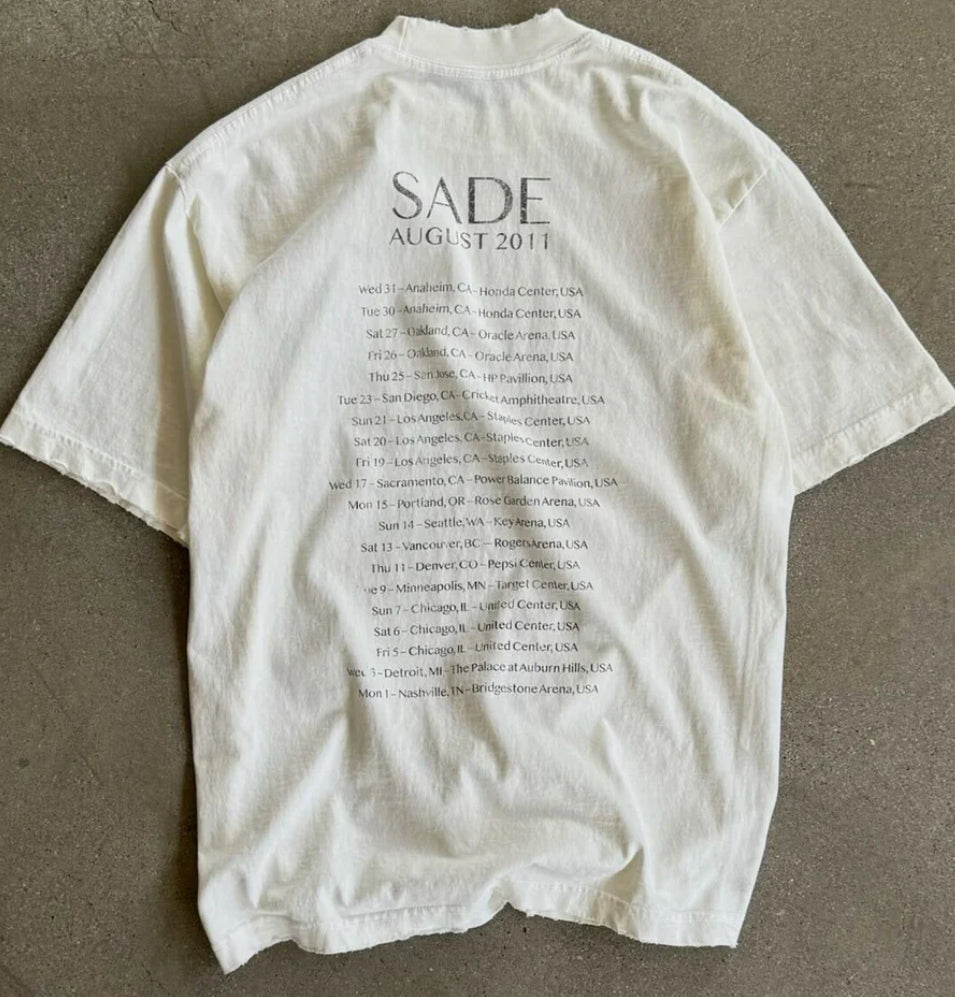 SADE
AUGUST 2011
Wed 31 – Anaheim, CA – Honda Center, USA
Tue 30 – Anaheim, CA – Honda Center, USA
Sat 27 – Oakland, CA – Oracle Arena, USA
Fri 26 – Oakland, CA – Oracle Arena, USA
Thu 25 – San Jose, CA – HP Pavillion, USA
Tue 23 – San Diego, CA – Cricket Amphitheatre, USA
Sun 21 – Los Angeles, CA – Staples Center, USA
Sat 20 – Los Angeles, CA – Staples Center, USA
Fri 19 – Los Angeles, CA – Staples Center, USA
Wed 17 – Sacramento, CA – Power Balance Pavilion, USA
Mon 15 – Portland, OR – Rose Garden Arena, USA
Sun 14 – Seattle, WA – Key Arena, USA
Sat 13 – Vancouver, BC – Rogers Arena, USA
Thu 11 – Denver, CO – Pepsi Center, USA
Tue 9 – Minneapolis, MN – Target Center, USA
Sun 7 – Chicago, IL – United Center, USA
Sat 6 – Chicago, IL – United Center, USA
Fri 5 – Chicago, IL – United Center, USA
Wed 3 – Detroit, MI – The Palace at Auburn Hills, USA
Mon 1 – Nashville, TN – Bridgestone Arena, USA